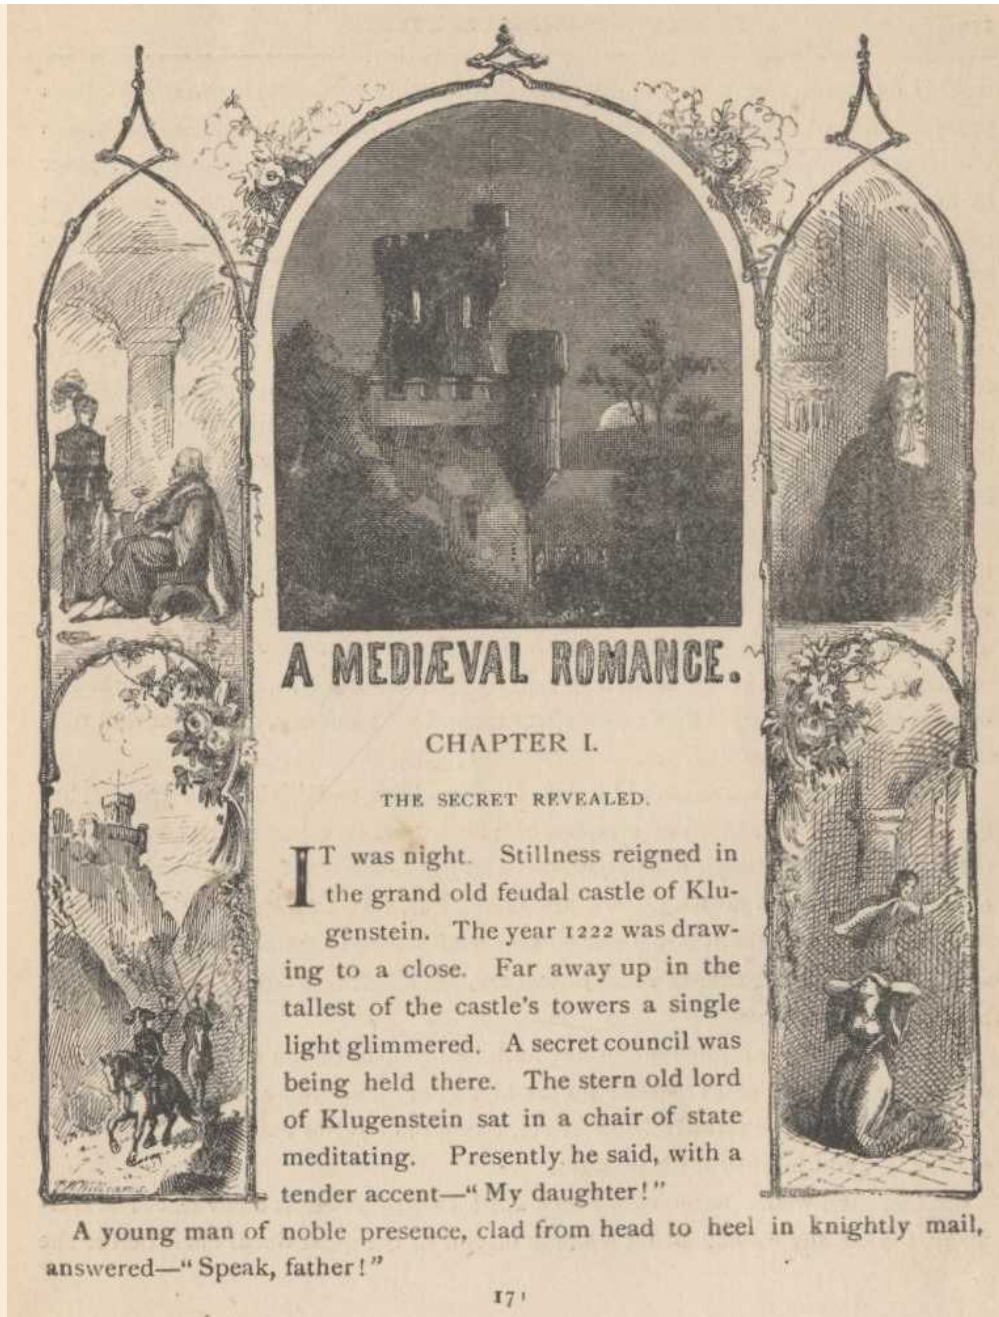 A MEDIÆVAL ROMANCE.
CHAPTER I.
THE SECRET REVEALED.
IT was night. Stillness reigned in
the grand old feudal castle of Klu-
genstein. The year 1222 was draw-
ing to a close. Far away up in the
tallest of the castle's towers a single
light glimmered. A secret council was
being held there. The stern old lord
of Klugenstein sat in a chair of state
meditating. Presently he said, with a
tender accent—“My daughter!”
A young man of noble presence, clad from head to heel in knightly mail,
answered—“Speak, father!”
171